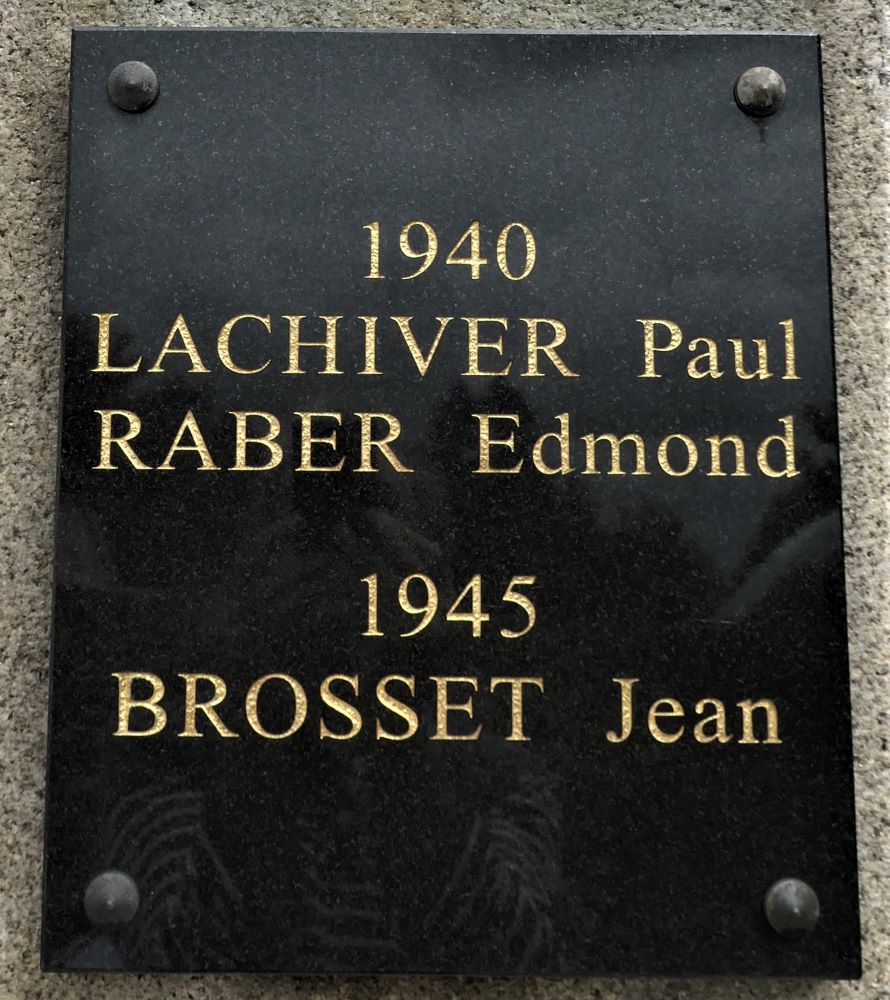 1940
LACHIVER Paul
RABER Edmond
1945
BROSSET Jean